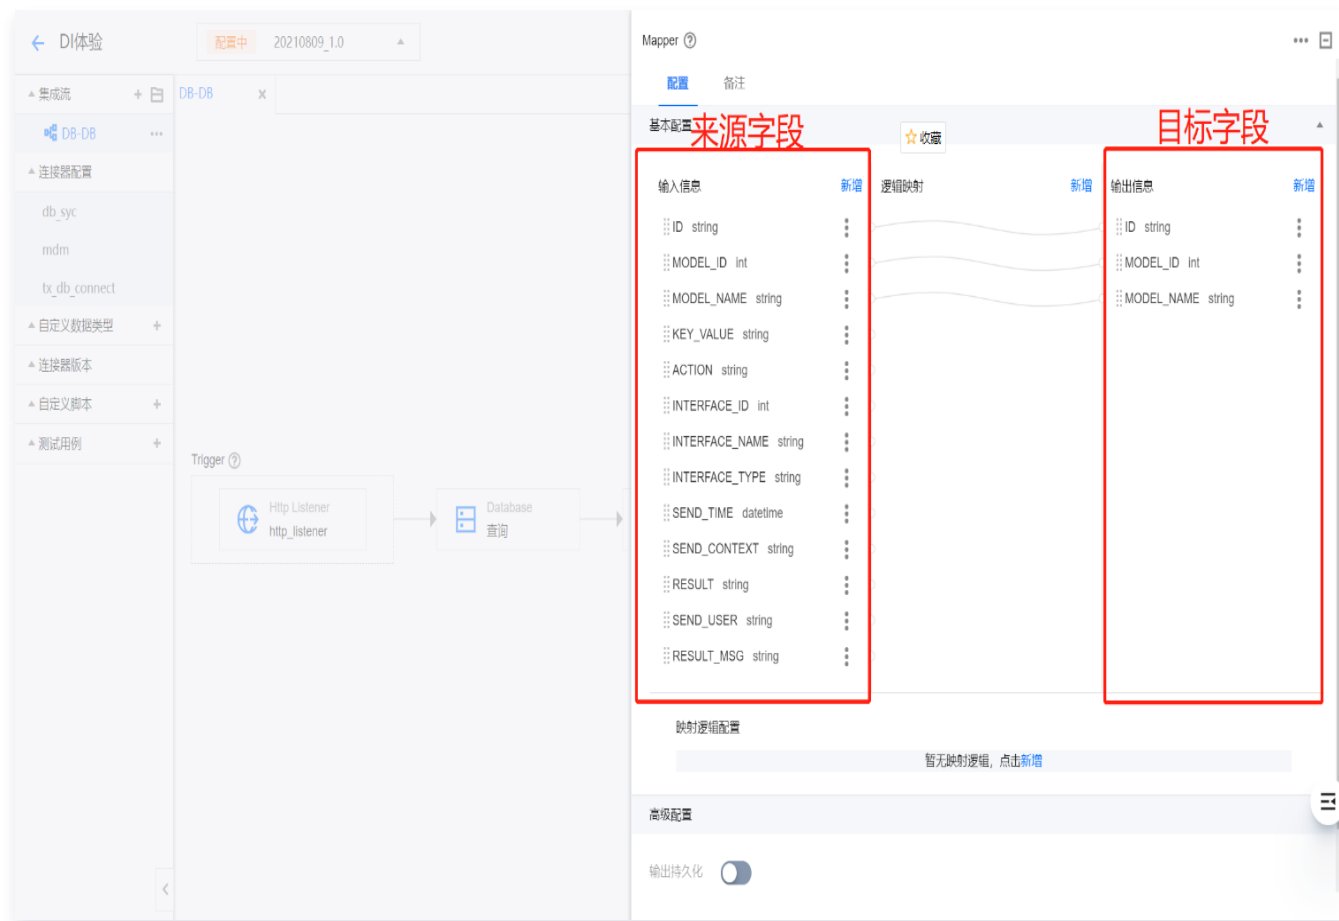 DI体验
配置中 20210809_1.0
集成流
DB-DB
连接器配置
db_syc
mdm
tx_db_connect
自定义数据类型
连接器版本
自定义脚本
测试用例
DB-DB
Trigger
Http Listener
http_listener
Database
查询
Mapper
配置 备注
基本配置
来源字段
收藏
目标字段
输入信息 新增
逻辑映射 新增
输出信息 新增
ID string
MODEL_ID int
MODEL_NAME string
KEY_VALUE string
ACTION string
INTERFACE_ID int
INTERFACE_NAME string
INTERFACE_TYPE string
SEND_TIME datetime
SEND_CONTEXT string
RESULT string
SEND_USER string
RESULT_MSG string
ID string
MODEL_ID int
MODEL_NAME string
映射逻辑配置
暂无映射逻辑，点击新增
高级配置
输出持久化